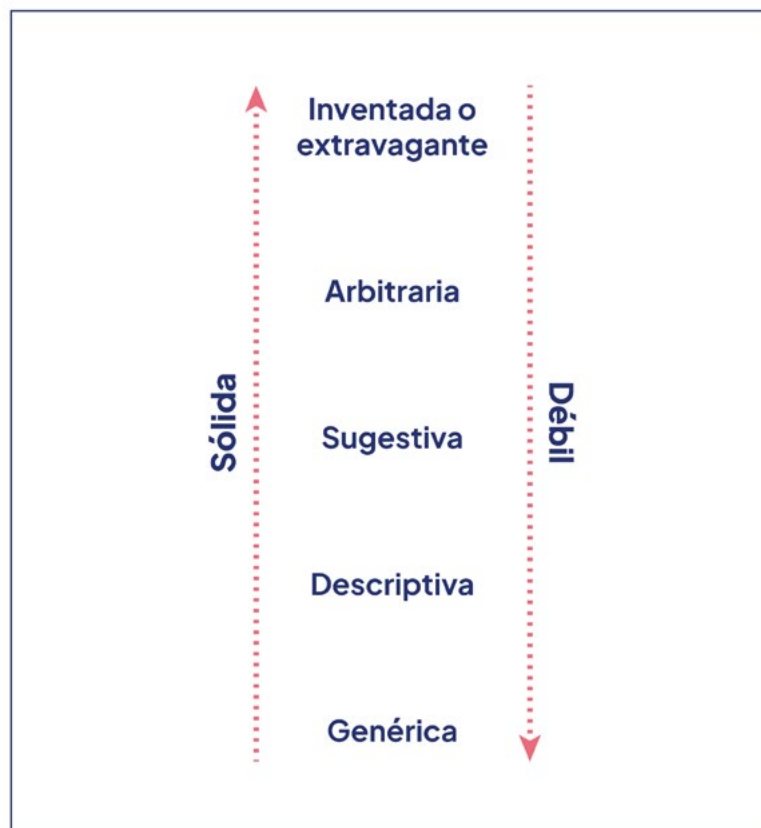 Inventada o
extravagante
Arbitraria
Sólida
Débil
Sugestiva
Descriptiva
Genérica